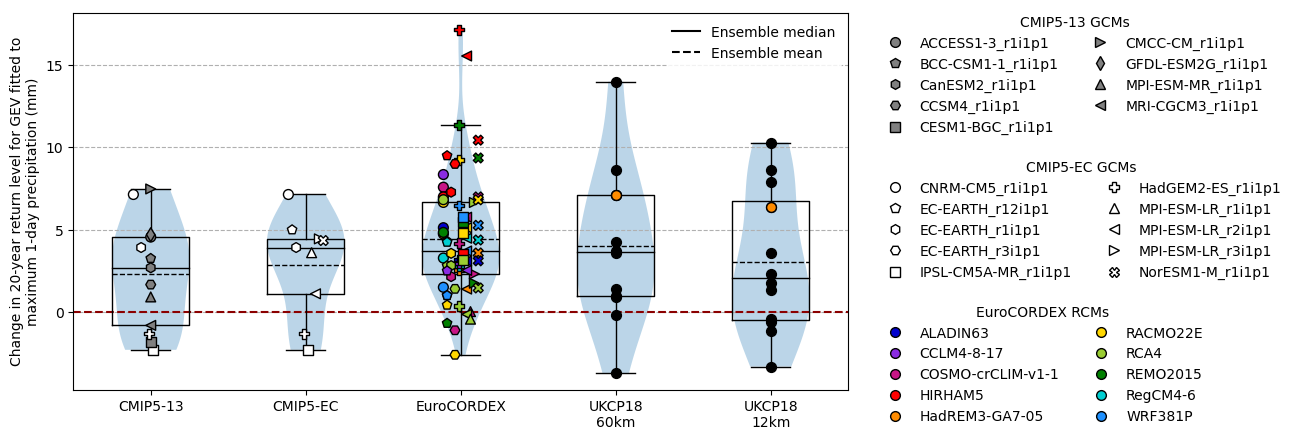 Change in 20-year return level for GEV fitted to
maximum 1-day precipitation (mm)
15
10
5
0
Ensemble median
Ensemble mean
CMIP5-13
CMIP5-EC
EuroCORDEX
UKCP18
60km
UKCP18
12km
CMIP5-13 GCMs
ACCESS1-3_r1i1p1
BCC-CSM1-1_r1i1p1
CanESM2_r1i1p1
CCSM4_r1i1p1
CESM1-BGC_r1i1p1
CMCC-CM_r1i1p1
GFDL-ESM2G_r1i1p1
MPI-ESM-MR_r1i1p1
MRI-CGCM3_r1i1p1
CMIP5-EC GCMs
CNRM-CM5_r1i1p1
EC-EARTH_r12i1p1
EC-EARTH_r1i1p1
EC-EARTH_r3i1p1
IPSL-CM5A-MR_r1i1p1
HadGEM2-ES_r1i1p1
MPI-ESM-LR_r1i1p1
MPI-ESM-LR_r2i1p1
MPI-ESM-LR_r3i1p1
NorESM1-M_r1i1p1
EuroCORDEX RCMs
ALADIN63
CCLM4-8-17
COSMO-crCLIM-v1-1
HIRHAM5
HadREM3-GA7-05
RACMO22E
RCA4
REMO2015
RegCM4-6
WRF381P